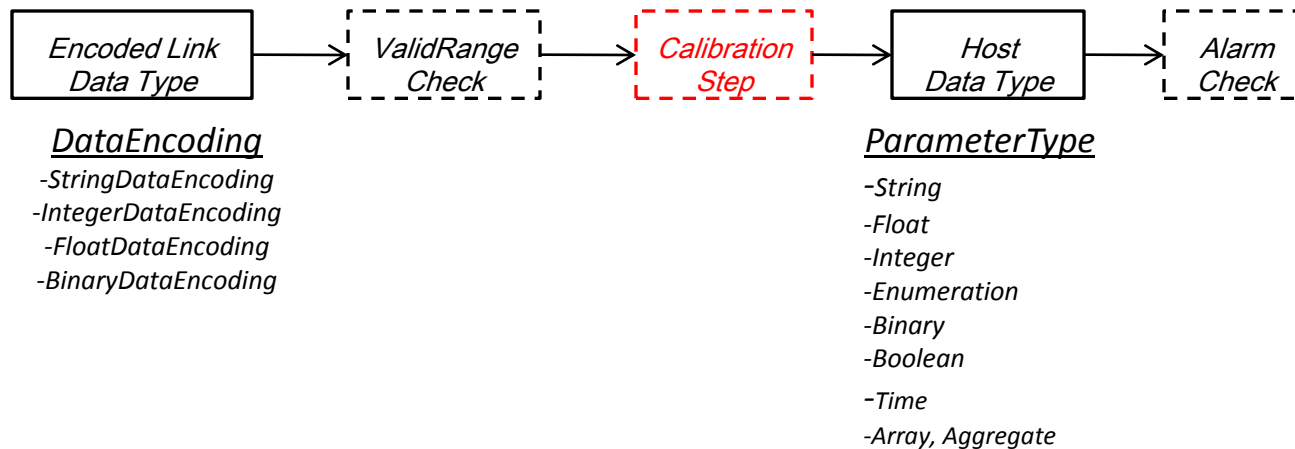 Encoded Link
Data Type
ValidRange
Check
Calibration
Step
Host
Data Type
Alarm
Check
DataEncoding
-StringDataEncoding
-IntegerDataEncoding
-FloatDataEncoding
-BinaryDataEncoding
ParameterType
-String
-Float
-Integer
-Enumeration
-Binary
-Boolean
-Time
-Array, Aggregate